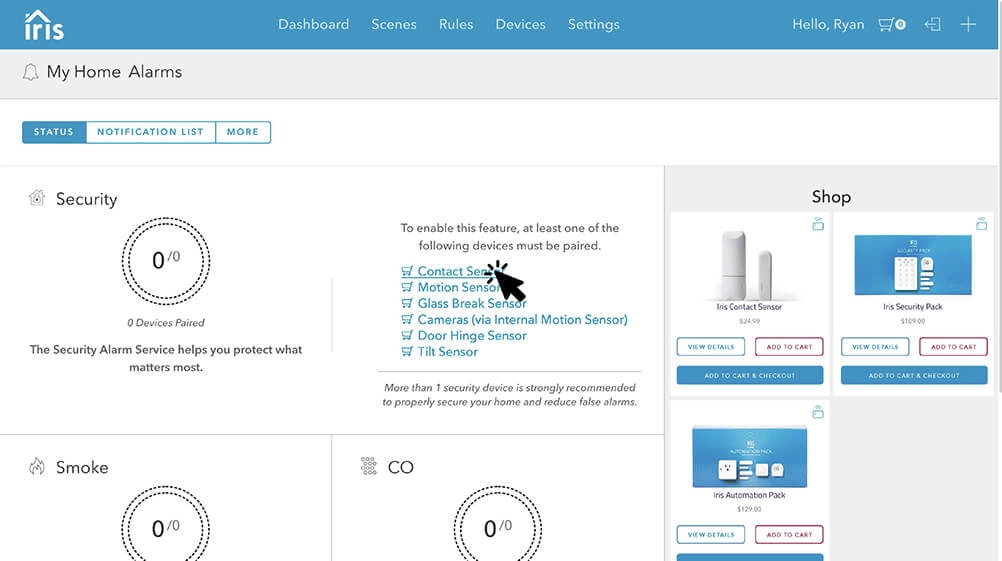 iris
Dashboard Scenes Rules Devices Settings
Hello, Ryan 0
My Home Alarms
STATUS NOTIFICATION LIST MORE
Security
0/0
0 Devices Paired
The Security Alarm Service helps you protect what
matters most.
To enable this feature, at least one of the
following devices must be paired.
Contact Sensor
Motion Sensor
Glass Break Sensor
Cameras (via Internal Motion Sensor)
Door Hinge Sensor
Tilt Sensor
More than 1 security device is strongly recommended
to properly secure your home and reduce false alarms.
Smoke
0/0
CO
0/0
Shop
Iris Contact Sensor
$24.99
VIEW DETAILS ADD TO CART
ADD TO CART & CHECKOUT
SECURITY PACK
Iris Security Pack
$109.00
VIEW DETAILS ADD TO CART
ADD TO CART & CHECKOUT
AUTOMATION PACK
Iris Automation Pack
$129.00
VIEW DETAILS ADD TO CART